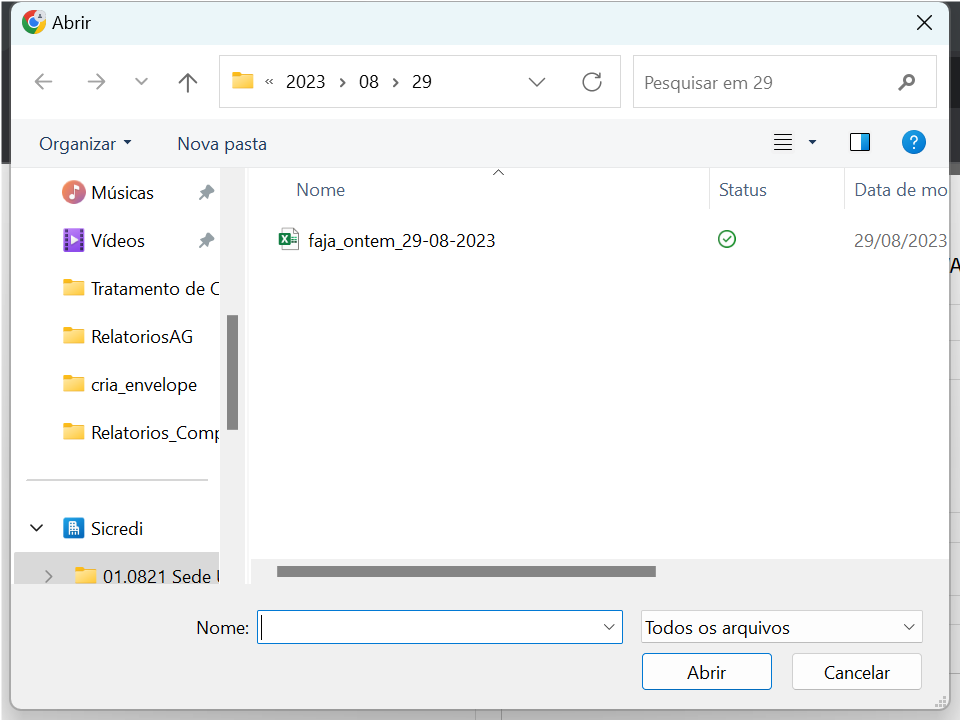 Abrir
« 2023 › 08 › 29
Pesquisar em 29
Organizar
Nova pasta
?
Músicas
Vídeos
Tratamento de C
RelatoriosAG
cria_envelope
Relatorios_Comp
Sicredi
01.0821 Sede U
Nome
Status
Data de mo
faja_ontem_29-08-2023
29/08/2023
Nome:
Todos os arquivos
Abrir
Cancelar